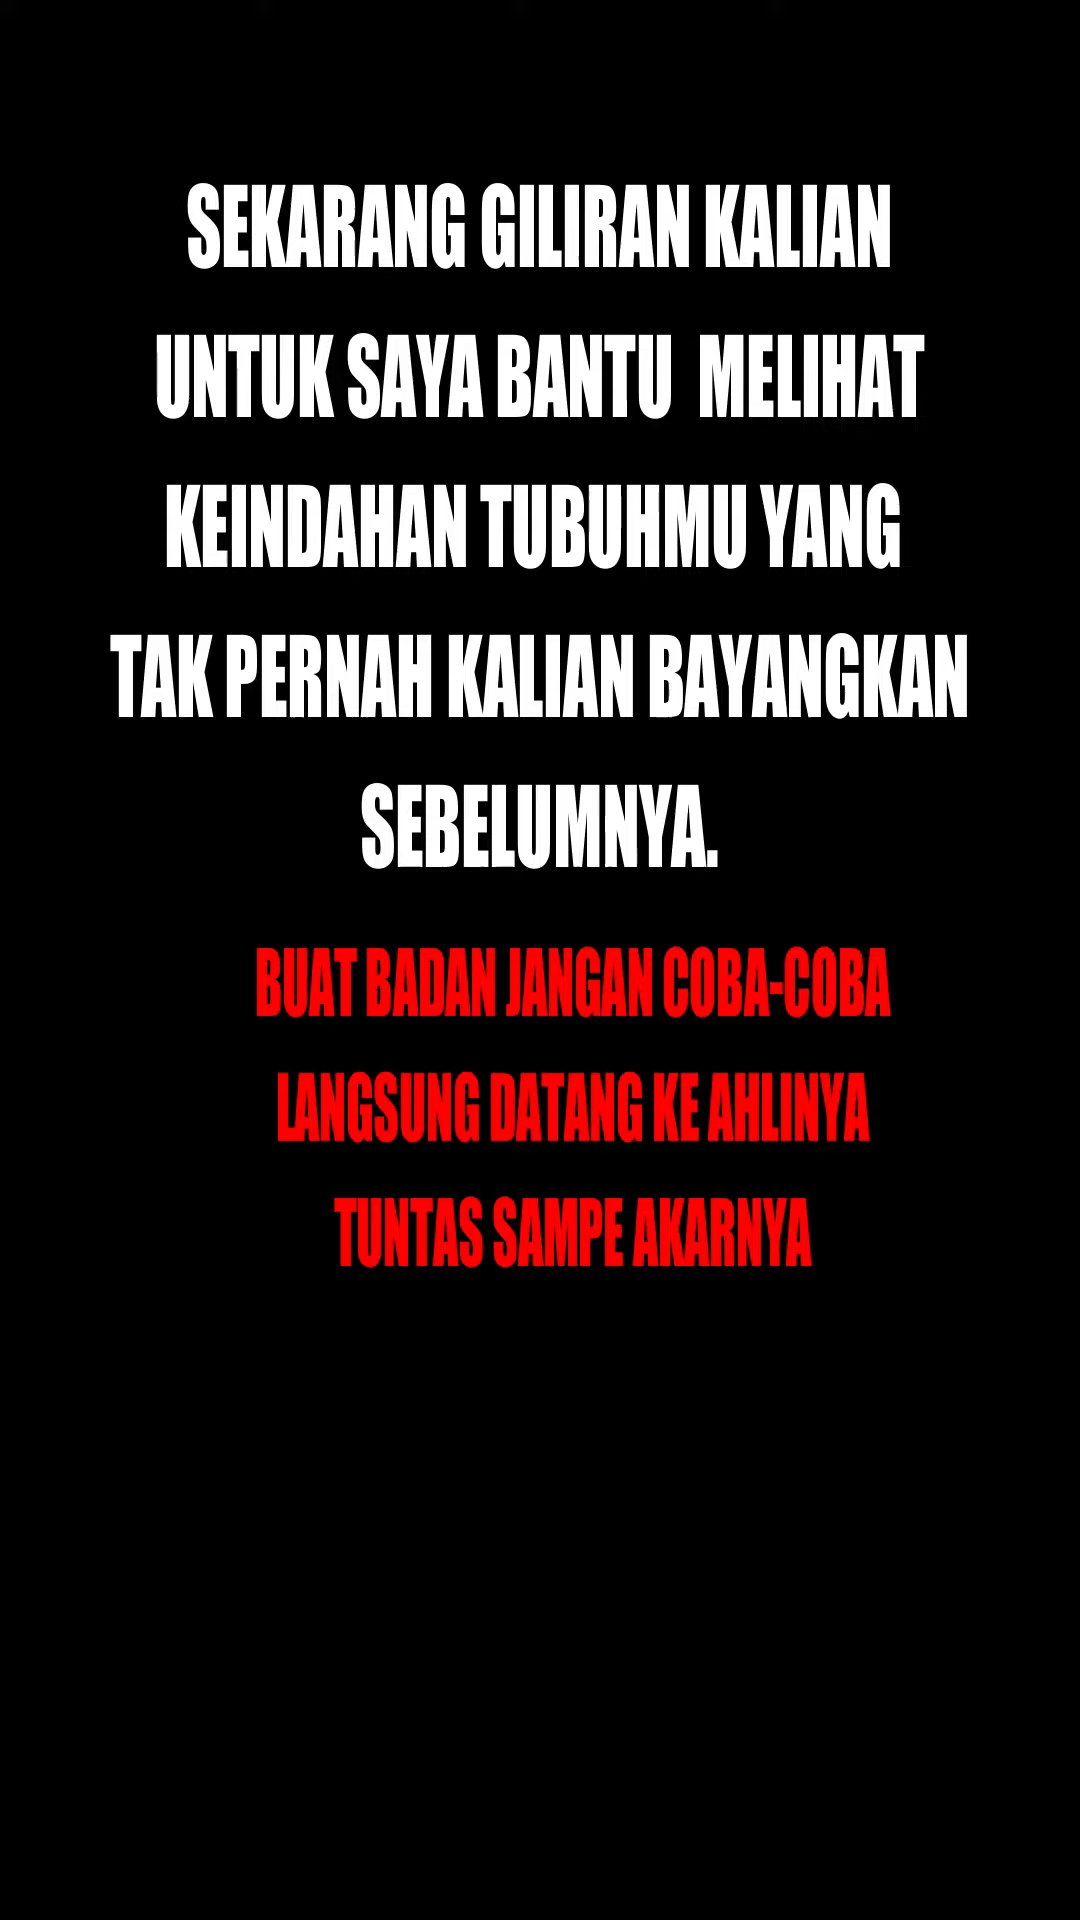 SEKARANG GILIRAN KALIAN
UNTUK SAYA BANTU  MELIHAT
KEINDAHAN TUBUHMU YANG
TAK PERNAH KALIAN BAYANGKAN
SEBELUMNYA.
BUAT BADAN JANGAN COBA-COBA
LANGSUNG DATANG KE AHLINYA
TUNTAS SAMPE AKARNYA